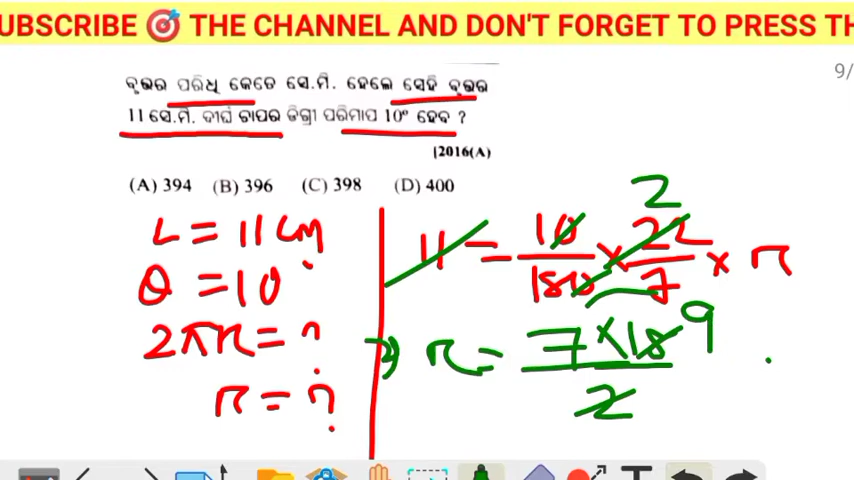 SUBSCRIBE 🎯 THE CHANNEL AND DON'T FORGET TO PRESS TH
9/
ବୃତ୍ତର ପରିଧି କେତେ ସେ.ମି. ହେଲେ ସେହି ବୃତ୍ତର
11 ସେ.ମି. ଦୀର୍ଘ ଚାପର ଡିଗ୍ରୀ ପରିମାପ 10° ହେବ ?
[2016(A)
(A) 394 (B) 396 (C) 398 (D) 400
L = 11 cm
θ = 10°
2πr = ?
r = ?
2
11 = 10/180 × 22/7 × r
⇒ r = 7 × 18 9 / 2